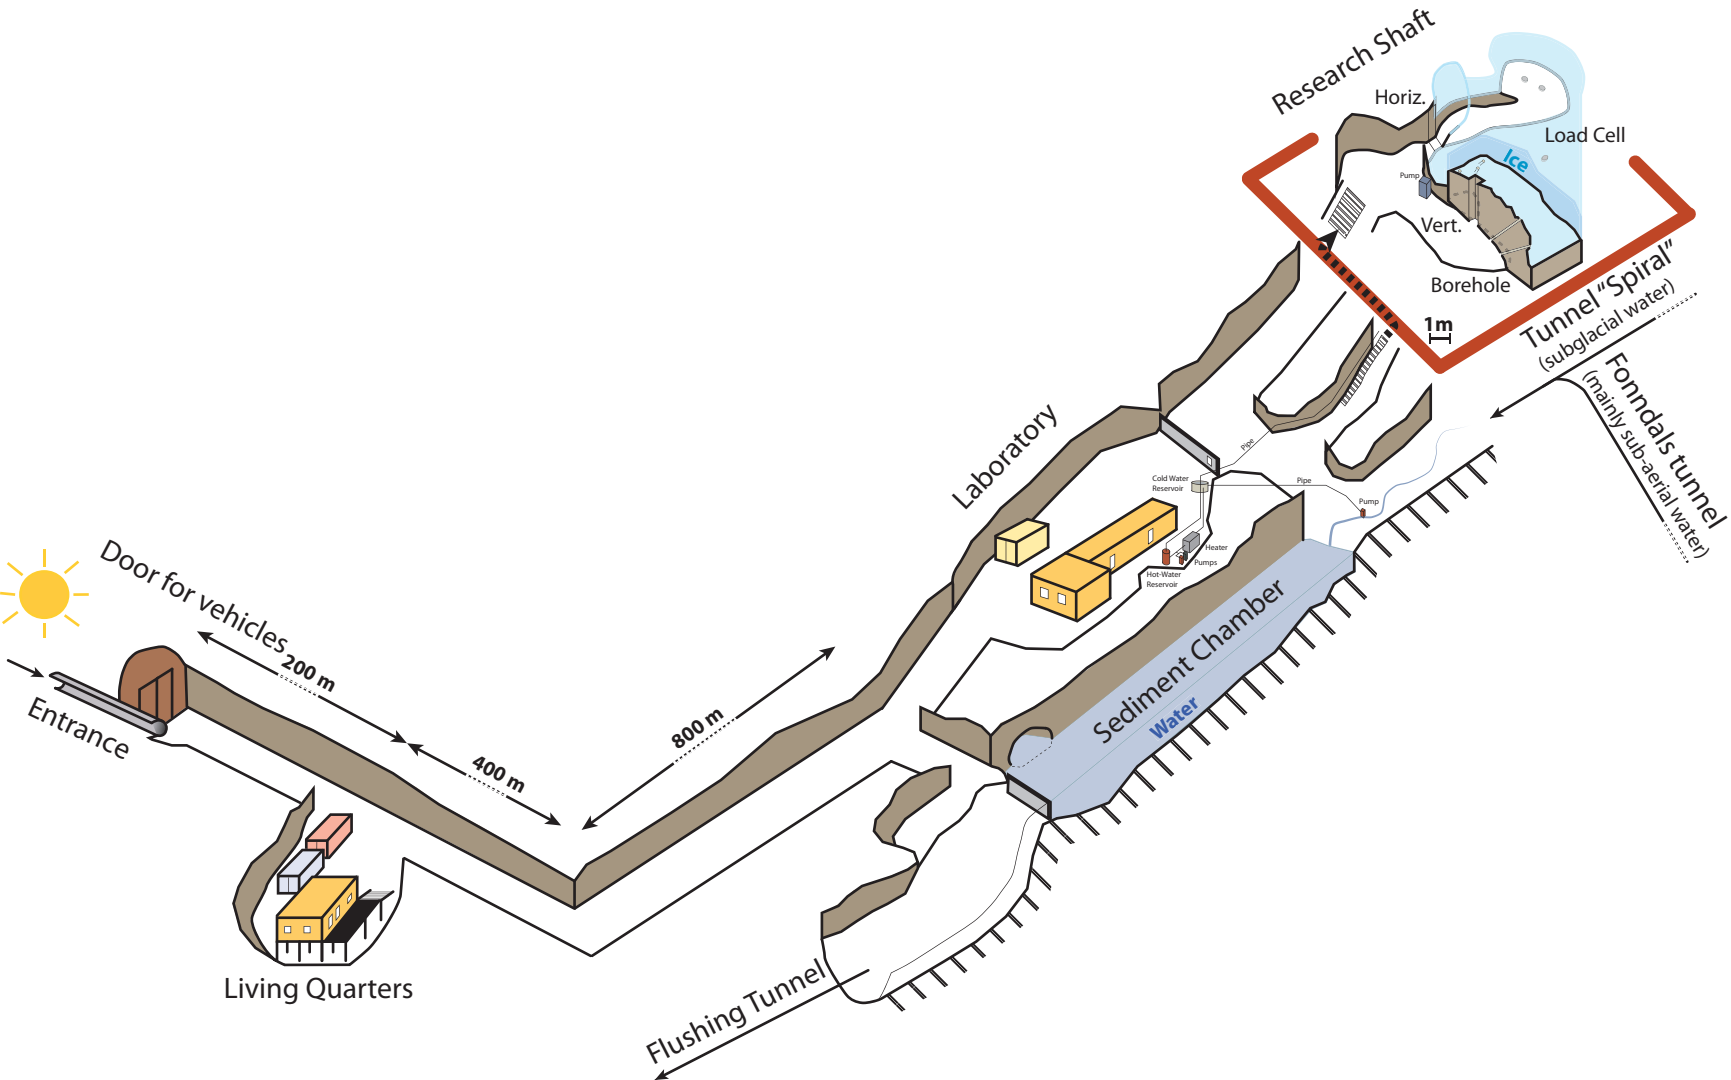 Research Shaft
Horiz.
Load Cell
Ice
Pump
Vert.
Borehole
1m
Tunnel “Spiral”
(subglacial water)
Fonndals tunnel
(mainly sub-aerial water)
Laboratory
Pipe
Cold Water
Reservoir
Pipe
Pump
Heater
Pumps
Hot-Water
Reservoir
Door for vehicles
200 m
Entrance
400 m
800 m
Sediment Chamber
Water
Living Quarters
Flushing Tunnel